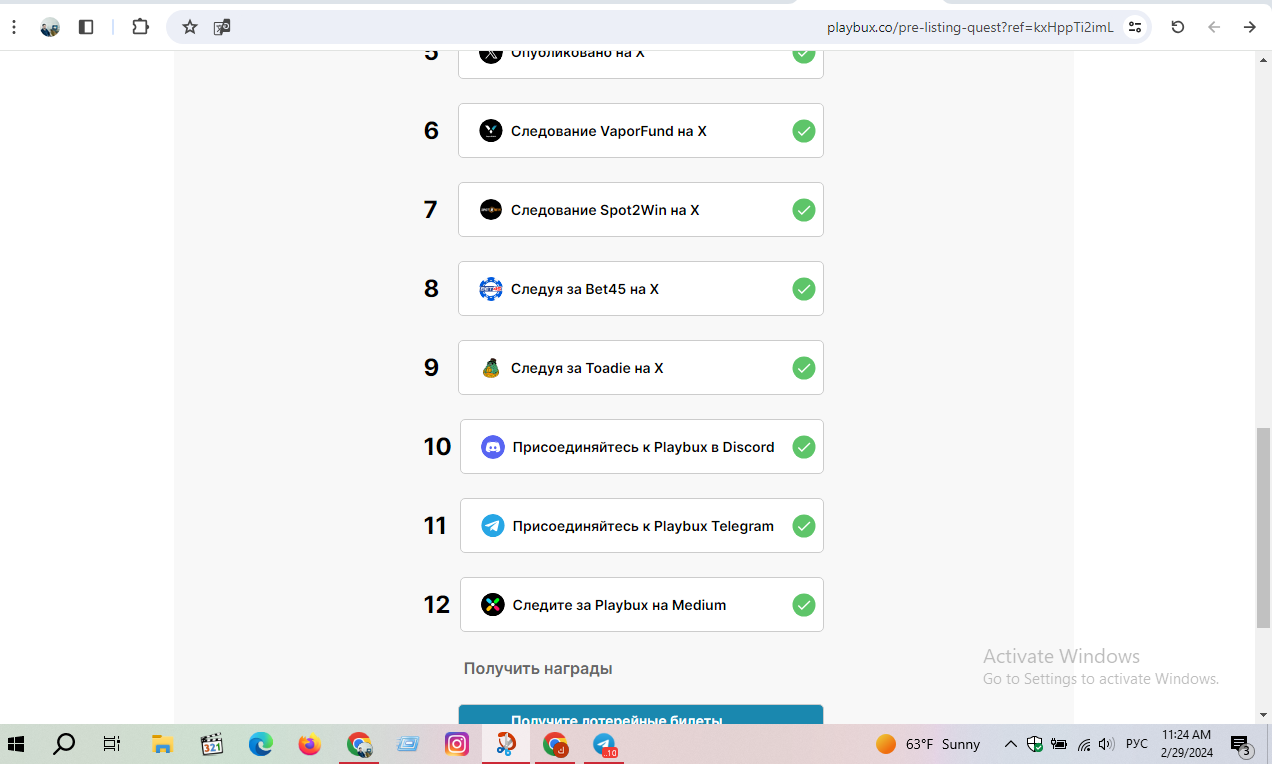 playbux.co/pre-listing-quest?ref=kxHppTi2imL
5 Опубликовано на X
6 Следование VaporFund на X
7 Следование Spot2Win на X
8 Следуя за Bet45 на X
9 Следуя за Toadie на X
10 Присоединяйтесь к Playbux в Discord
11 Присоединяйтесь к Playbux Telegram
12 Следите за Playbux на Medium
Получить награды
Получите лотерейные билеты
Activate Windows
Go to Settings to activate Windows.
321
10
63°F Sunny
РУС
11:24 AM
2/29/2024
3